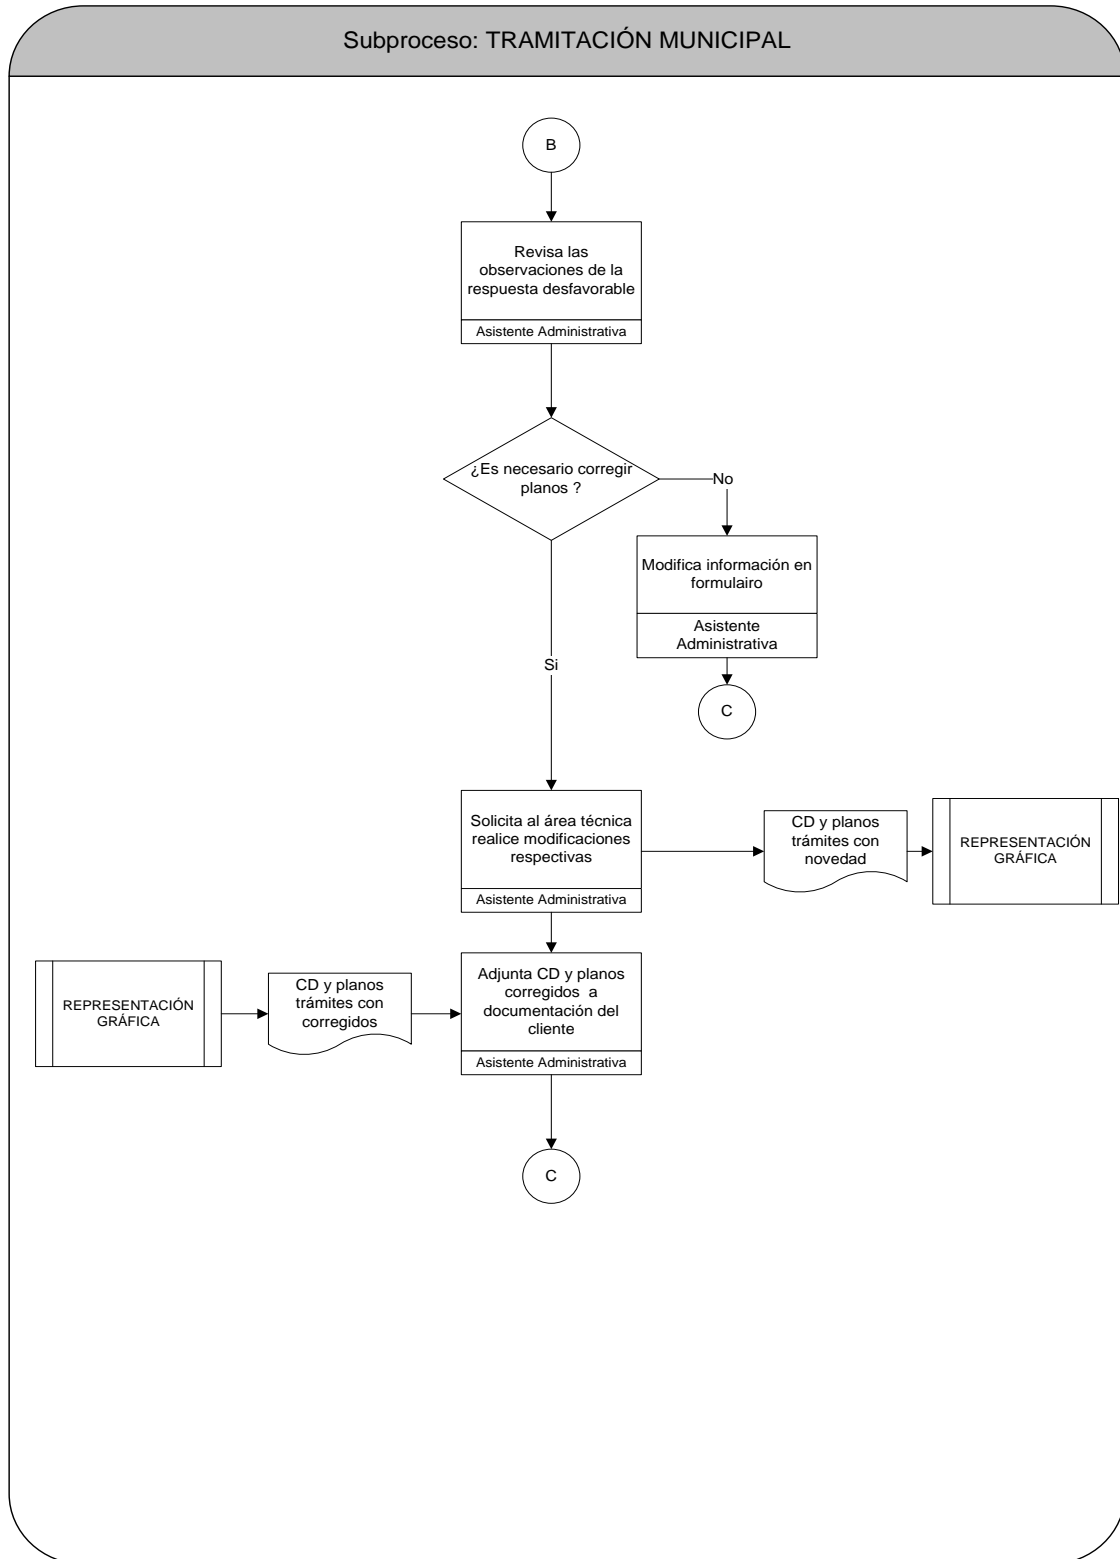 Subproceso: TRAMITACIÓN MUNICIPAL
B
Revisa las
observaciones de la
respuesta desfavorable
Asistente Administrativa
¿Es necesario corregir
planos ?
No
Modifica información en
formulairo
Asistente
Administrativa
Si
C
Solicita al área técnica
realice modificaciones
respectivas
Asistente Administrativa
CD y planos
trámites con
novedad
REPRESENTACIÓN
GRÁFICA
REPRESENTACIÓN
GRÁFICA
CD y planos
trámites con
corregidos
Adjunta CD y planos
corregidos  a
documentación del
cliente
Asistente Administrativa
C